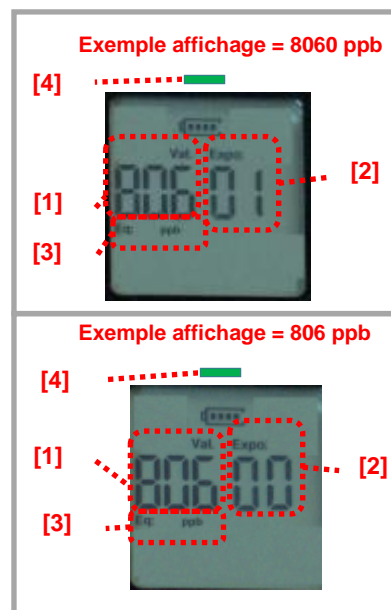 Exemple affichage = 8060 ppb
[4]
Val. Expo:
[2]
806 01
[1]
Eq: ppb
[3]
Exemple affichage = 806 ppb
[4]
Val. Expo:
[1]
806 00
[2]
Eq: ppb
[3]